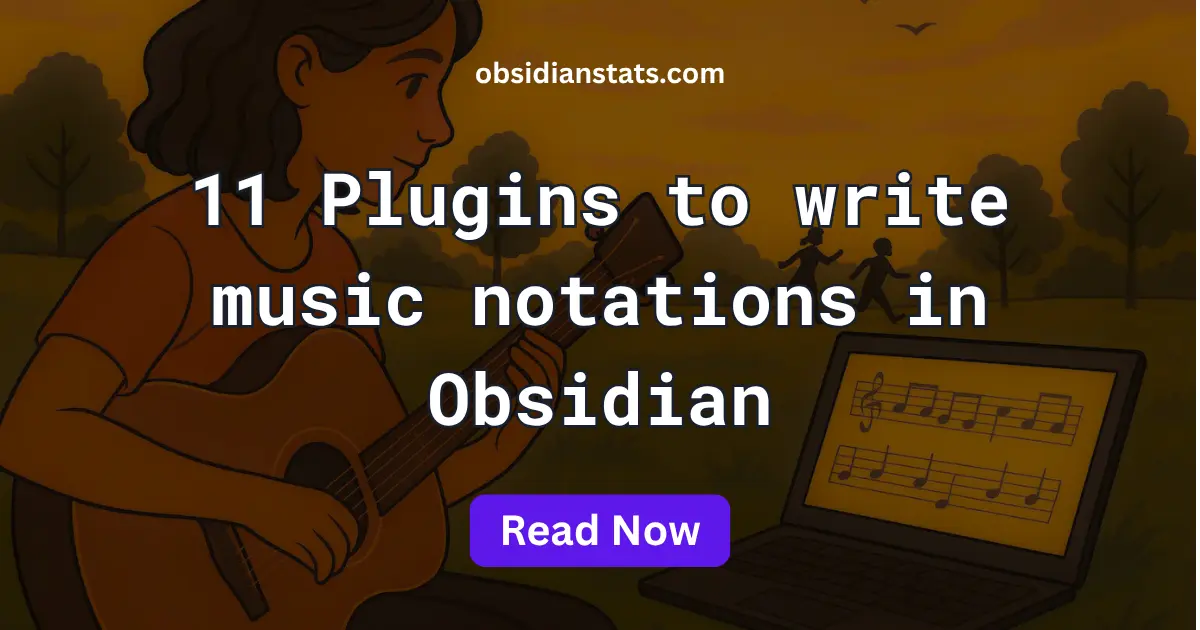 obsidianstats.com
11 Plugins to write
music notations in
Obsidian
Read Now